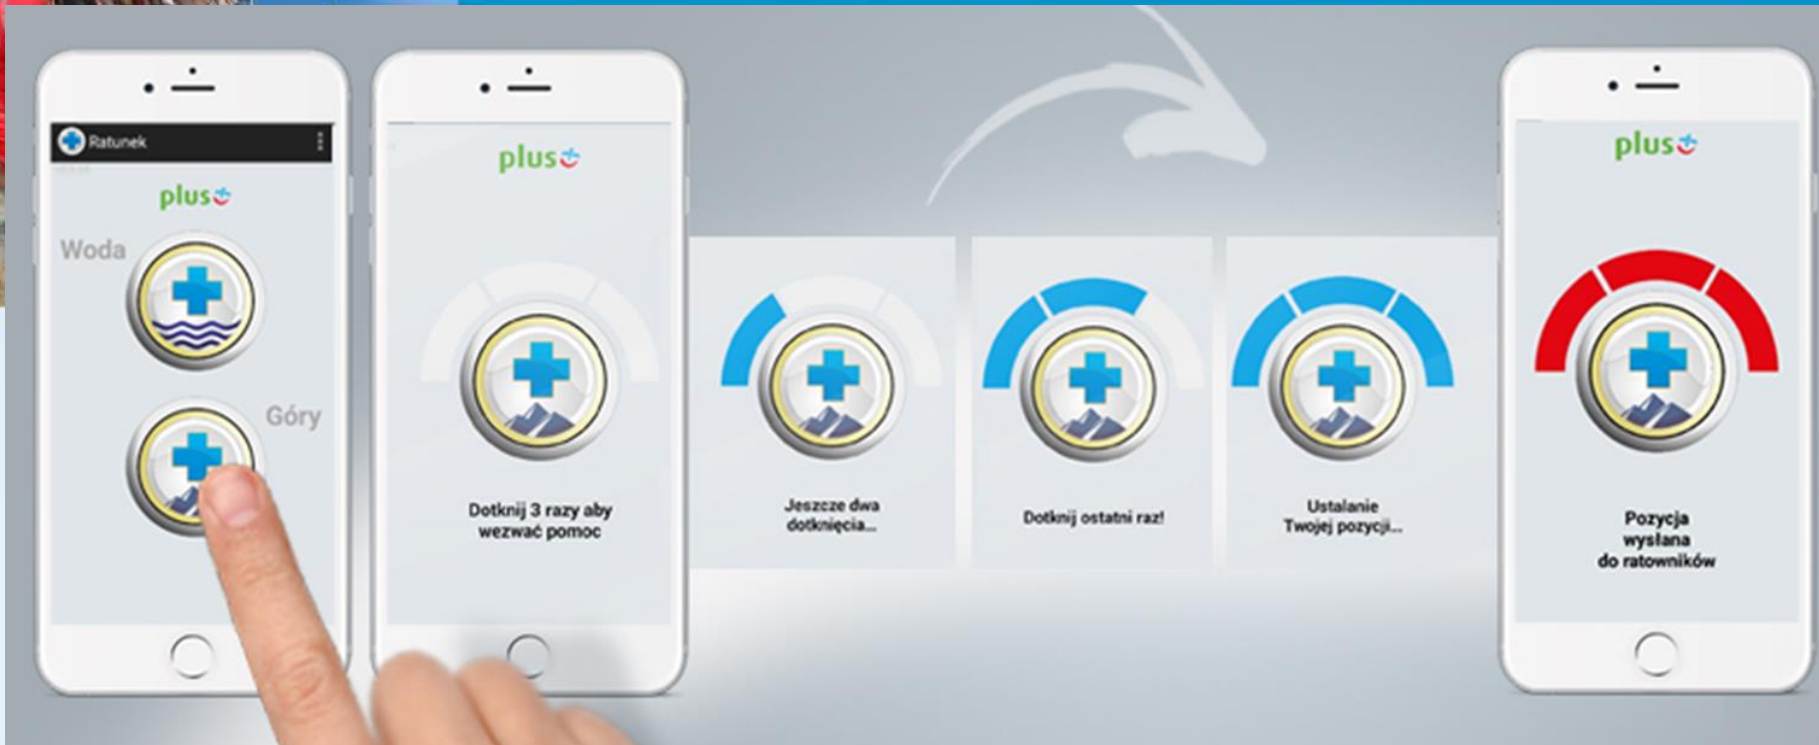 Ratunek
plus
Woda
Góry
plus
Dotknij 3 razy aby
wezwać pomoc
Jeszcze dwa
dotknięcia...
Dotknij ostatni raz!
Ustalanie
Twojej pozycji...
plus
Pozycja
wysłana
do ratowników